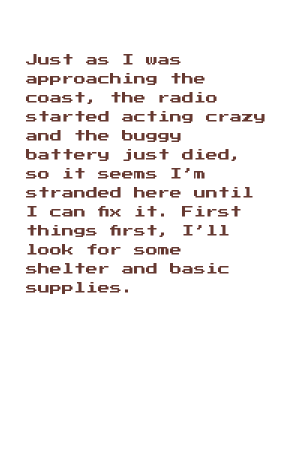 Just as I was
approaching the
coast, the radio
started acting crazy
and the buggy
battery just died,
so it seems I’m
stranded here until
I can fix it. First
things first, I’ll
look for some
shelter and basic
supplies.